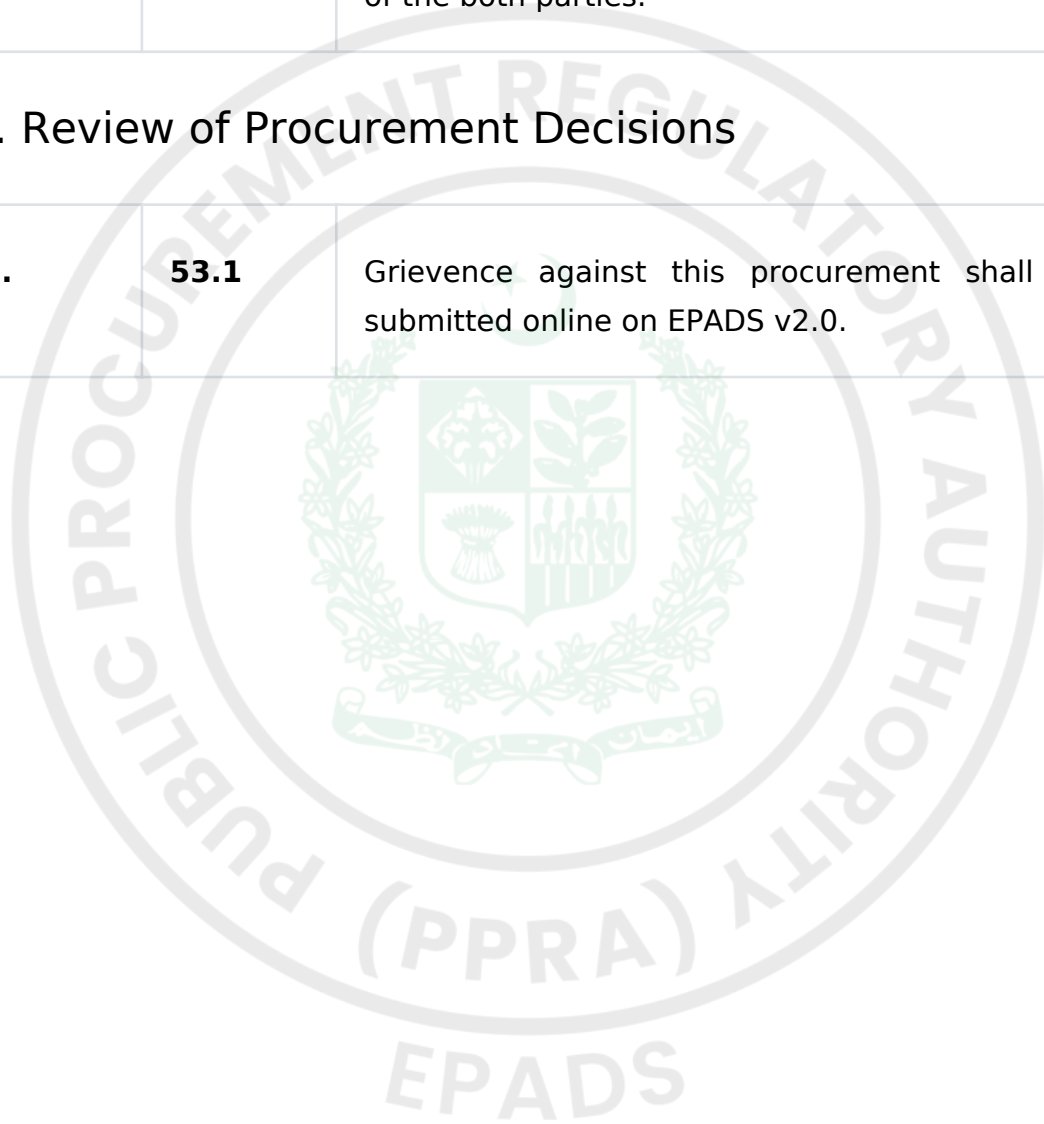 of the both parties.
. Review of Procurement Decisions
. 53.1 Grievence against this procurement shall
submitted online on EPADS v2.0.
PUBLIC PROCUREMENT REGULATORY AUTHORITY
(PPRA)
EPADS